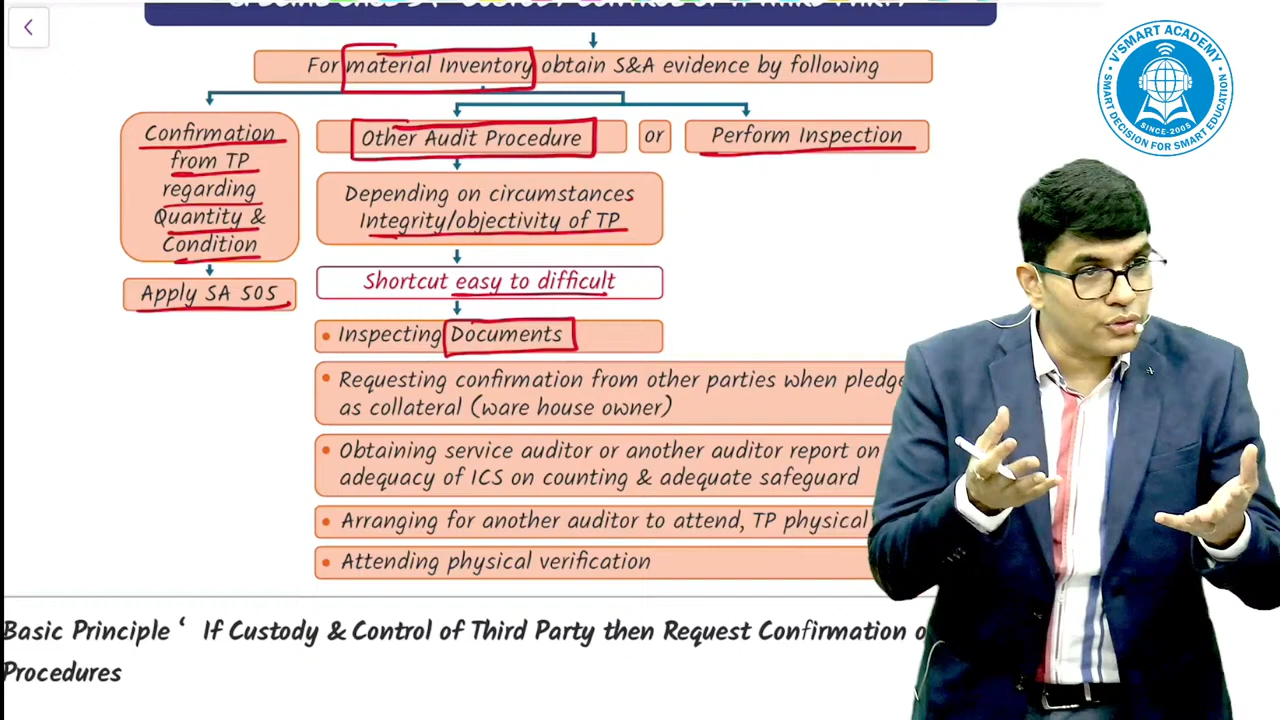 For material Inventory obtain S&A evidence by following
Confirmation
from TP
regarding
Quantity &
Condition
Apply SA 505
Other Audit Procedure
or
Perform Inspection
Depending on circumstances
Integrity/objectivity of TP
Shortcut easy to difficult
• Inspecting Documents
• Requesting confirmation from other parties when pledge
as collateral (ware house owner)
• Obtaining service auditor or another auditor report on
adequacy of ICS on counting & adequate safeguard
• Arranging for another auditor to attend, TP physical
• Attending physical verification
Basic Principle ‘ If Custody & Control of Third Party then Request Confirmation
Procedures
V'SMART ACADEMY
SINCE-2005
SMART DECISION FOR SMART EDUCATION